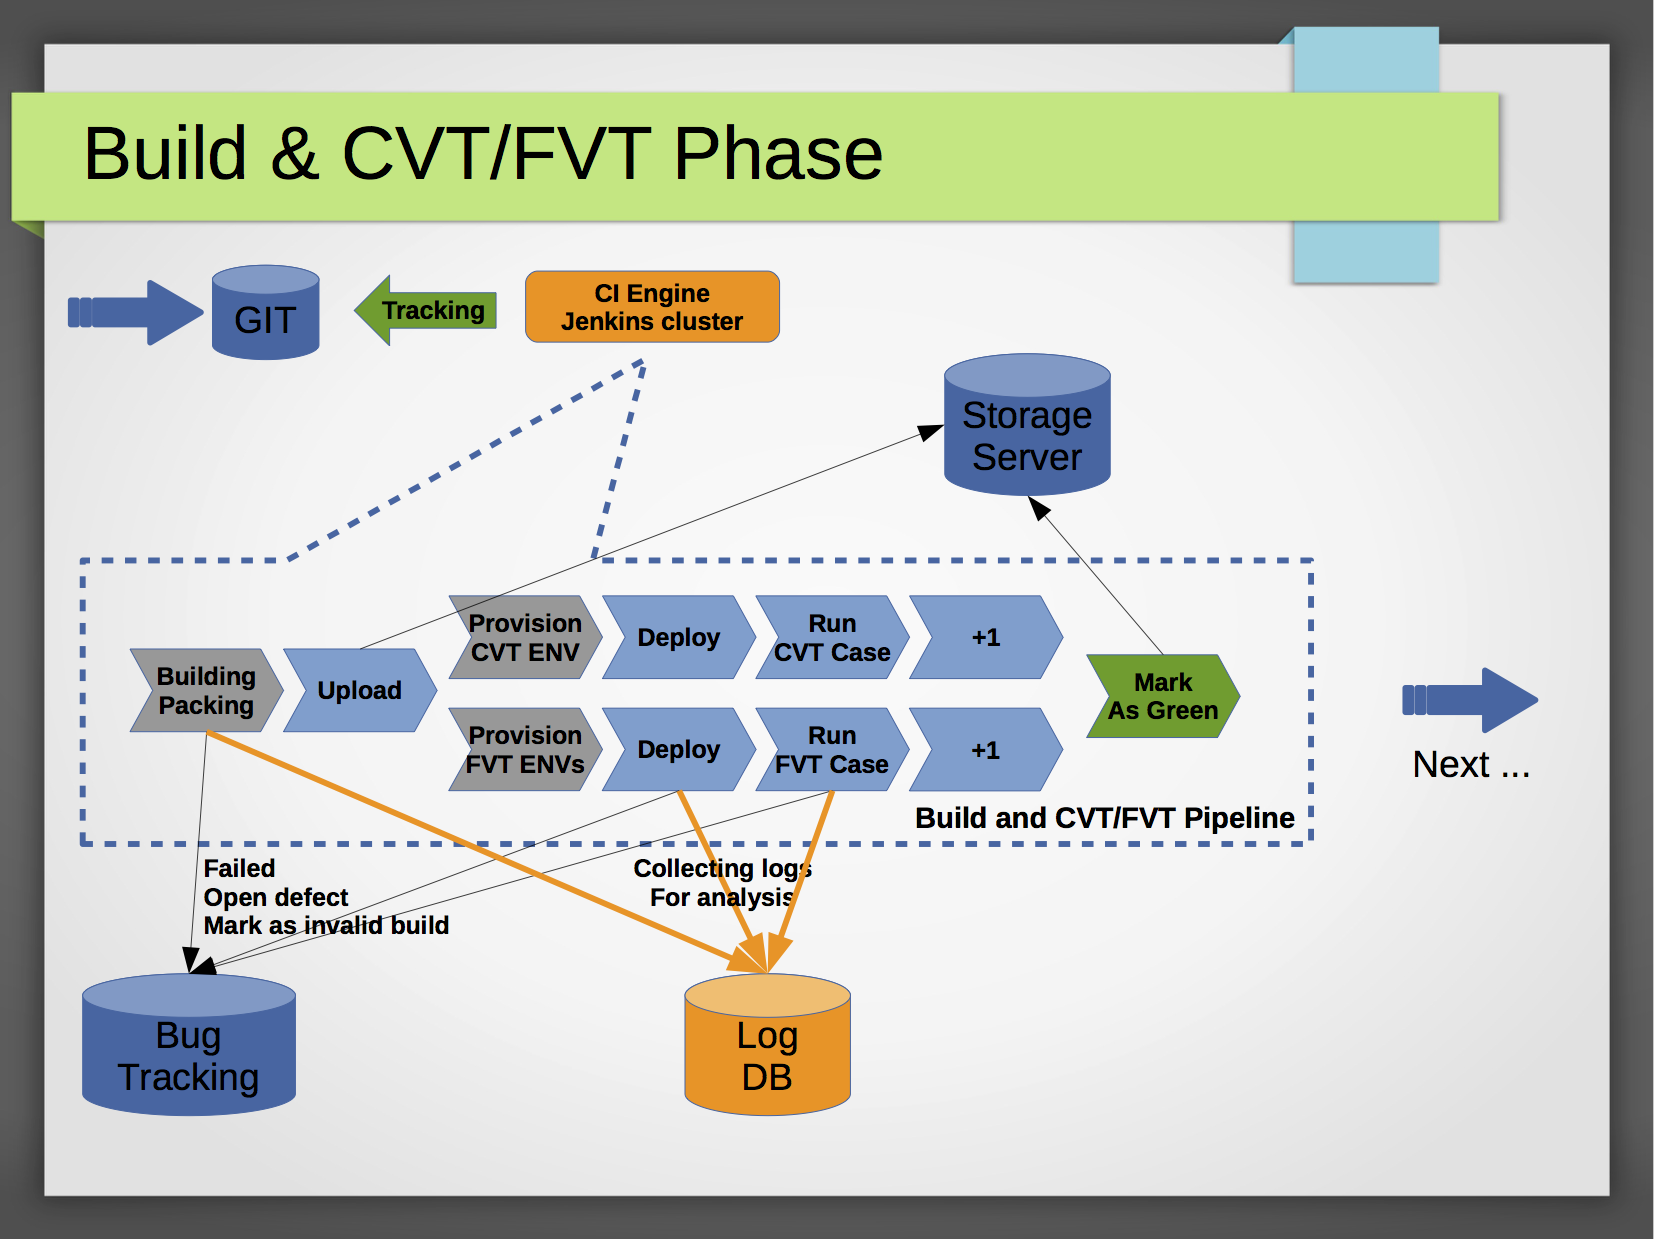 Build & CVT/FVT Phase
GIT
Tracking
CI Engine
Jenkins cluster
Storage
Server
Provision
CVT ENV
Deploy
Run
CVT Case
+1
Building
Packing
Upload
Mark
As Green
Provision
FVT ENVs
Deploy
Run
FVT Case
+1
Next ...
Build and CVT/FVT Pipeline
Failed
Open defect
Mark as invalid build
Collecting logs
For analysis
Bug
Tracking
Log
DB